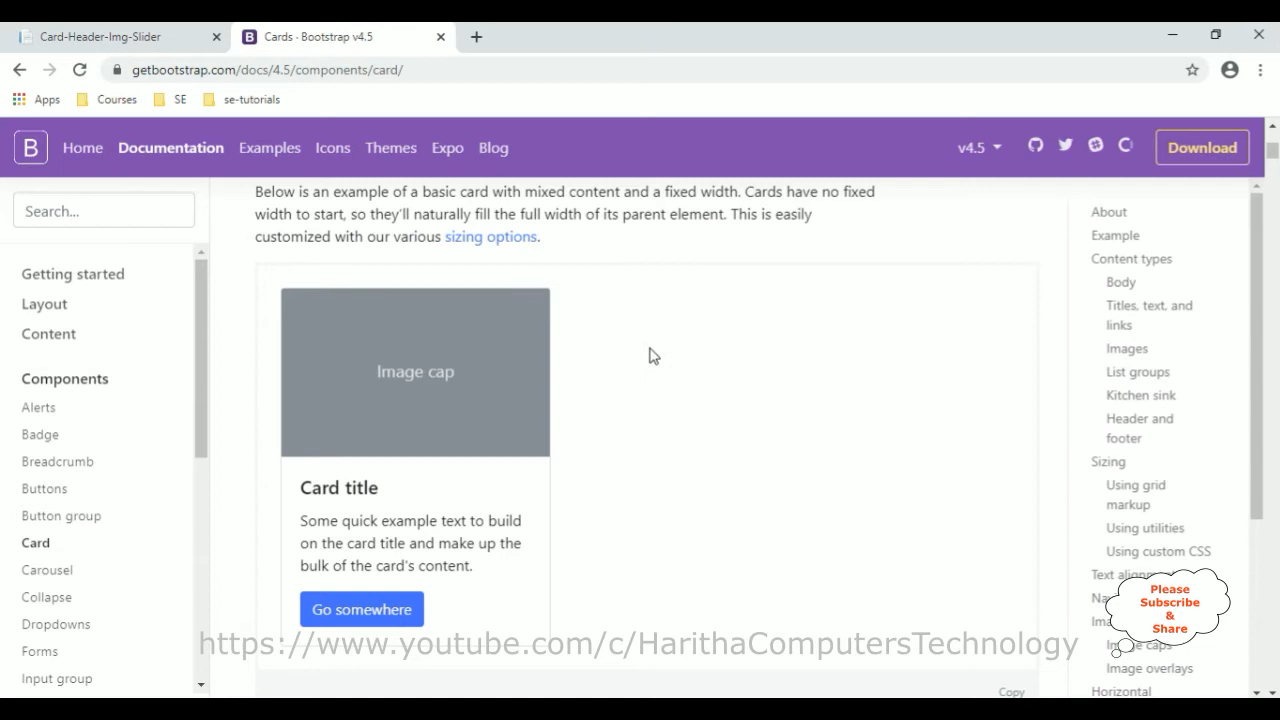 Card-Header-Img-Slider
Cards · Bootstrap v4.5
getbootstrap.com/docs/4.5/components/card/
Apps
Courses
SE
se-tutorials
B
Home
Documentation
Examples
Icons
Themes
Expo
Blog
v4.5
Download
Search...
Getting started
Layout
Content
Components
Alerts
Badge
Breadcrumb
Buttons
Button group
Card
Carousel
Collapse
Dropdowns
Forms
Input group
Below is an example of a basic card with mixed content and a fixed width. Cards have no fixed
width to start, so they'll naturally fill the full width of its parent element. This is easily
customized with our various sizing options.
Image cap
Card title
Some quick example text to build
on the card title and make up the
bulk of the card's content.
Go somewhere
Copy
About
Example
Content types
Body
Titles, text, and
links
Images
List groups
Kitchen sink
Header and
footer
Sizing
Using grid
markup
Using utilities
Using custom CSS
Text
Image overlays
Horizontal
Please
Subscribe
&
Share
https://www.youtube.com/c/HarithaComputersTechnology